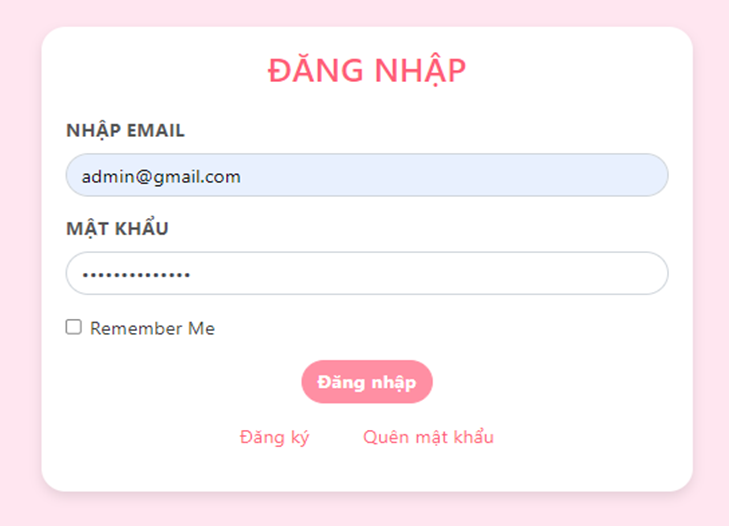 ĐĂNG NHẬP
NHẬP EMAIL
admin@gmail.com
MẬT KHẨU
••••••••••••••
Remember Me
Đăng nhập
Đăng ký Quên mật khẩu